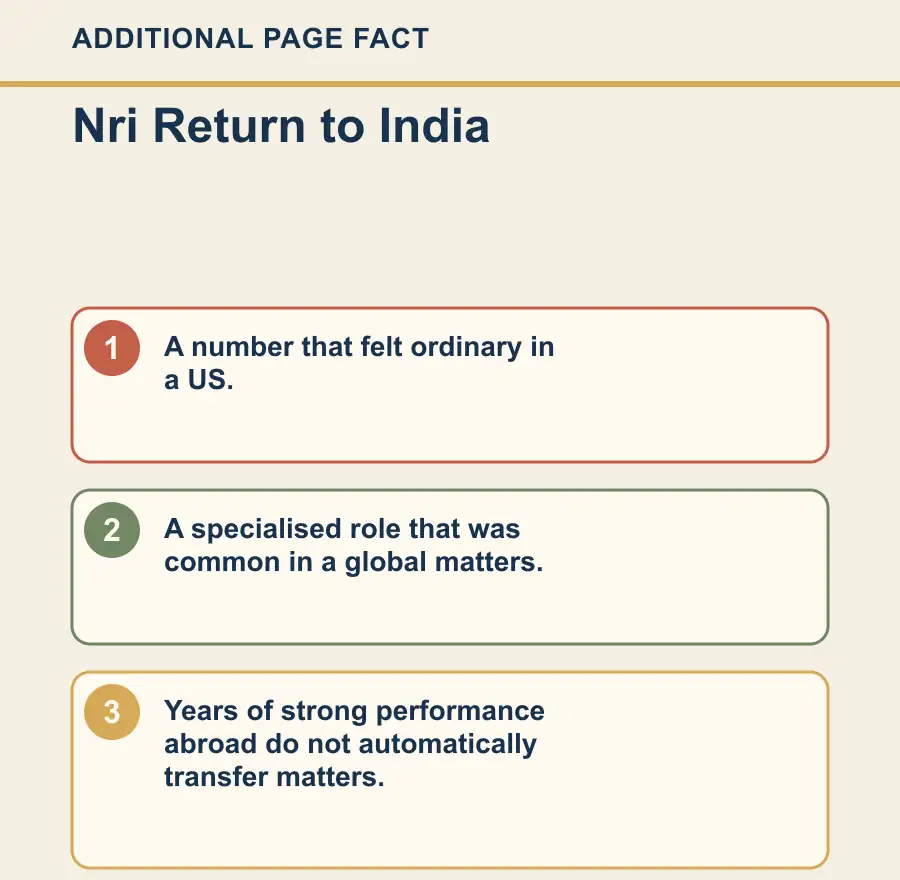 ADDITIONAL PAGE FACT
Nri Return to India
1
A number that felt ordinary in
a US.
2
A specialised role that was
common in a global matters.
3
Years of strong performance
abroad do not automatically
transfer matters.